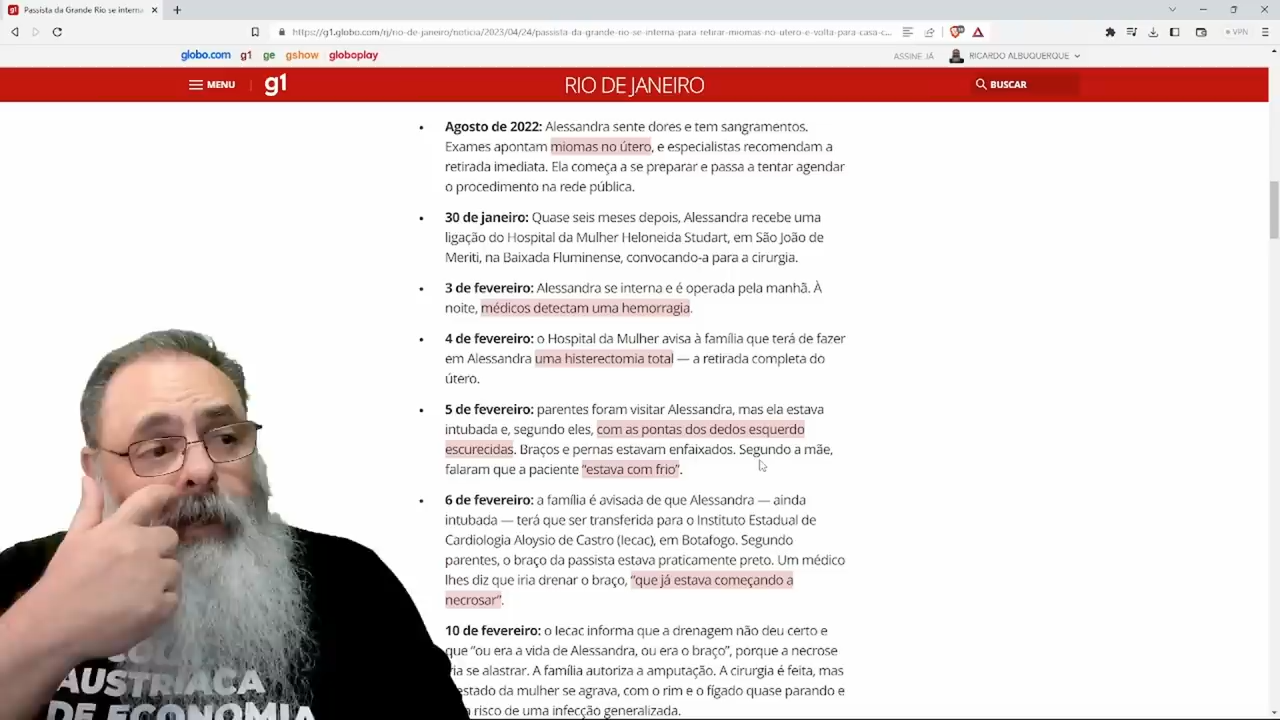 g1 Passista da Grande Rio se interna
https://g1.globo.com/rj/rio-de-janeiro/noticia/2023/04/24/passista-da-grande-rio-se-interna-para-retirar-miomas-no-utero-e-volta-para-casa-c...
VPN
globo.com g1 ge gshow globoplay
ASSINE JÁ RICARDO ALBUQUERQUE
MENU g1 RIO DE JANEIRO BUSCAR
• Agosto de 2022: Alessandra sente dores e tem sangramentos.
Exames apontam miomas no útero, e especialistas recomendam a
retirada imediata. Ela começa a se preparar e passa a tentar agendar
o procedimento na rede pública.
• 30 de janeiro: Quase seis meses depois, Alessandra recebe uma
ligação do Hospital da Mulher Heloneida Studart, em São João de
Meriti, na Baixada Fluminense, convocando-a para a cirurgia.
• 3 de fevereiro: Alessandra se interna e é operada pela manhã. À
noite, médicos detectam uma hemorragia.
• 4 de fevereiro: o Hospital da Mulher avisa à família que terá de fazer
em Alessandra uma histerectomia total — a retirada completa do
útero.
• 5 de fevereiro: parentes foram visitar Alessandra, mas ela estava
intubada e, segundo eles, com as pontas dos dedos esquerdo
escurecidas. Braços e pernas estavam enfaixados. Segundo a mãe,
falaram que a paciente "estava com frio".
• 6 de fevereiro: a família é avisada de que Alessandra — ainda
intubada — terá que ser transferida para o Instituto Estadual de
Cardiologia Aloysio de Castro (Iecac), em Botafogo. Segundo
parentes, o braço da passista estava praticamente preto. Um médico
lhes diz que iria drenar o braço, "que já estava começando a
necrosar".
10 de fevereiro: o Iecac informa que a drenagem não deu certo e
que "ou era a vida de Alessandra, ou era o braço", porque a necrose
iria se alastrar. A família autoriza a amputação. A cirurgia é feita, mas
estado da mulher se agrava, com o rim e o fígado quase parando e
risco de uma infecção generalizada.
AUSTRÍACA
DE ECONOMIA